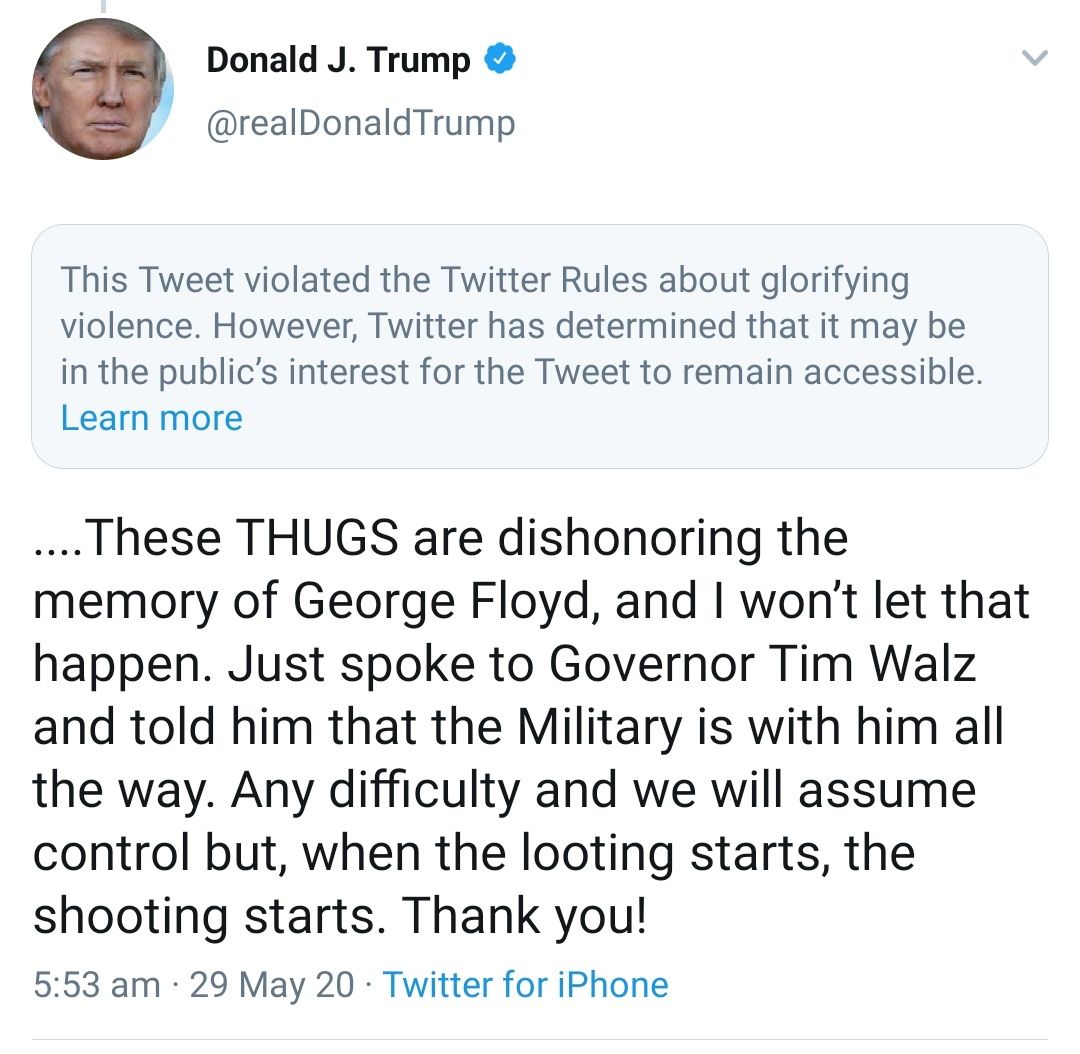 Donald J. Trump
@realDonaldTrump
This Tweet violated the Twitter Rules about glorifying
violence. However, Twitter has determined that it may be
in the public’s interest for the Tweet to remain accessible.
Learn more
....These THUGS are dishonoring the
memory of George Floyd, and I won’t let that
happen. Just spoke to Governor Tim Walz
and told him that the Military is with him all
the way. Any difficulty and we will assume
control but, when the looting starts, the
shooting starts. Thank you!
5:53 am · 29 May 20 · Twitter for iPhone